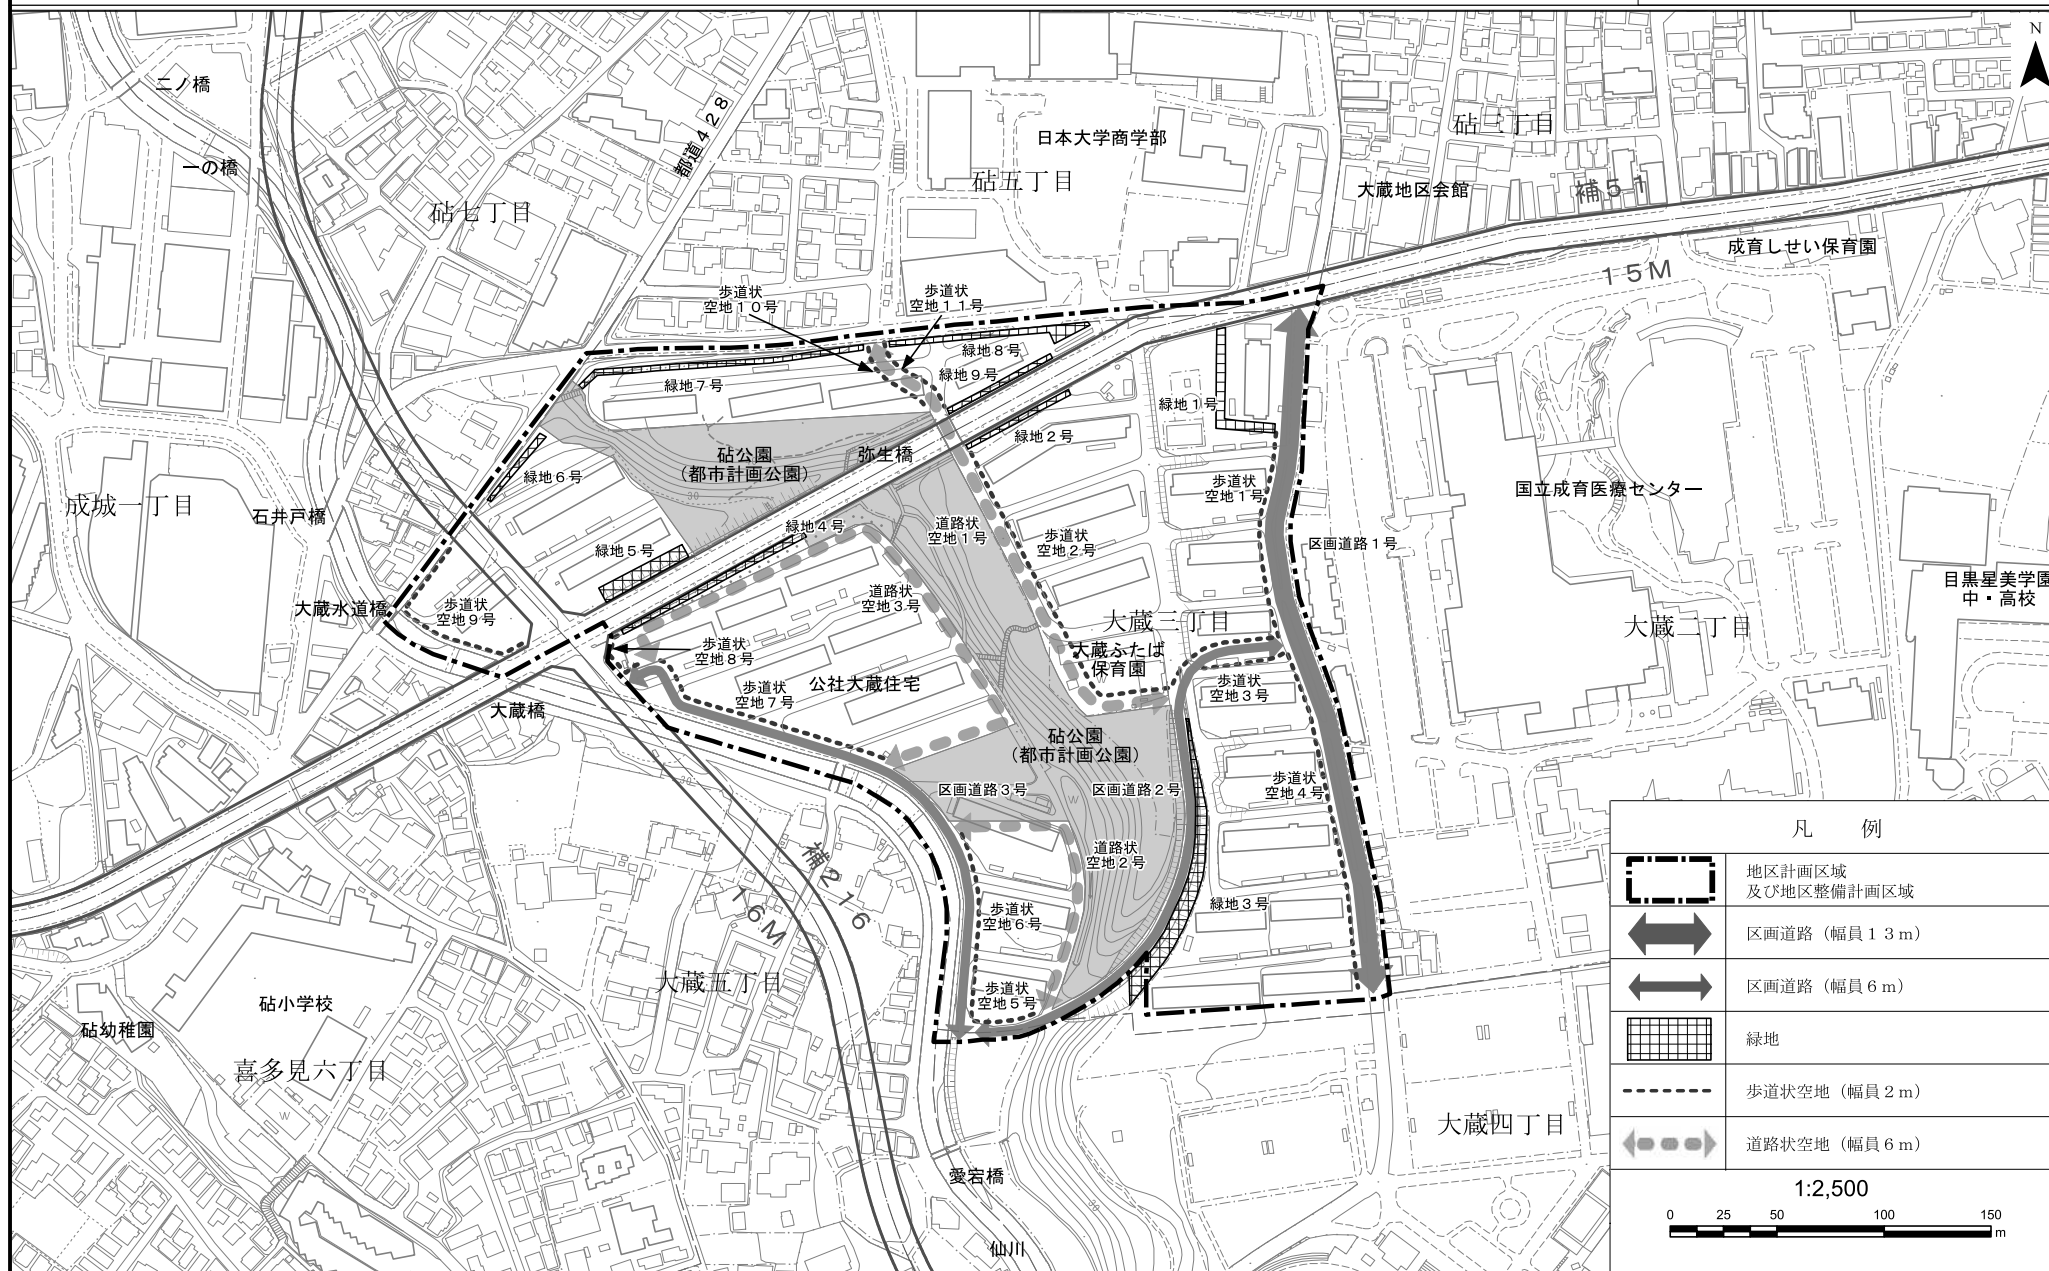 N
二ノ橋
一の橋
都道428
日本大学商学部
砧三丁目
砧五丁目
砧七丁目
大蔵地区会館
補51
成育しせい保育園
15M
歩道状
空地10号
歩道状
空地11号
緑地8号
緑地7号
緑地9号
緑地1号
緑地2号
砧公園
(都市計画公園)
弥生橋
緑地6号
歩道状
空地1号
国立成育医療センター
成城一丁目
石井戸橋
緑地4号
道路状
空地1号
歩道状
空地2号
緑地5号
区画道路1号
目黒星美学園
中・高校
大蔵水道橋
歩道状
空地9号
道路状
空地3号
大蔵三丁目
大蔵二丁目
歩道状
空地8号
大蔵ふたば
保育園
W
公社大蔵住宅
歩道状
空地7号
歩道状
空地3号
大蔵橋
砧公園
(都市計画公園)
区画道路3号
区画道路2号
歩道状
空地4号
W
道路状
空地2号
補216
16M
緑地3号
歩道状
空地6号
大蔵五丁目
歩道状
空地5号
砧小学校
砧幼稚園
喜多見六丁目
W
大蔵四丁目
愛宕橋
仙川
30
30
30
凡 例
地区計画区域
及び地区整備計画区域
区画道路(幅員13m)
区画道路(幅員6m)
緑地
歩道状空地(幅員2m)
道路状空地(幅員6m)
1:2,500
0 25 50 100 150
m